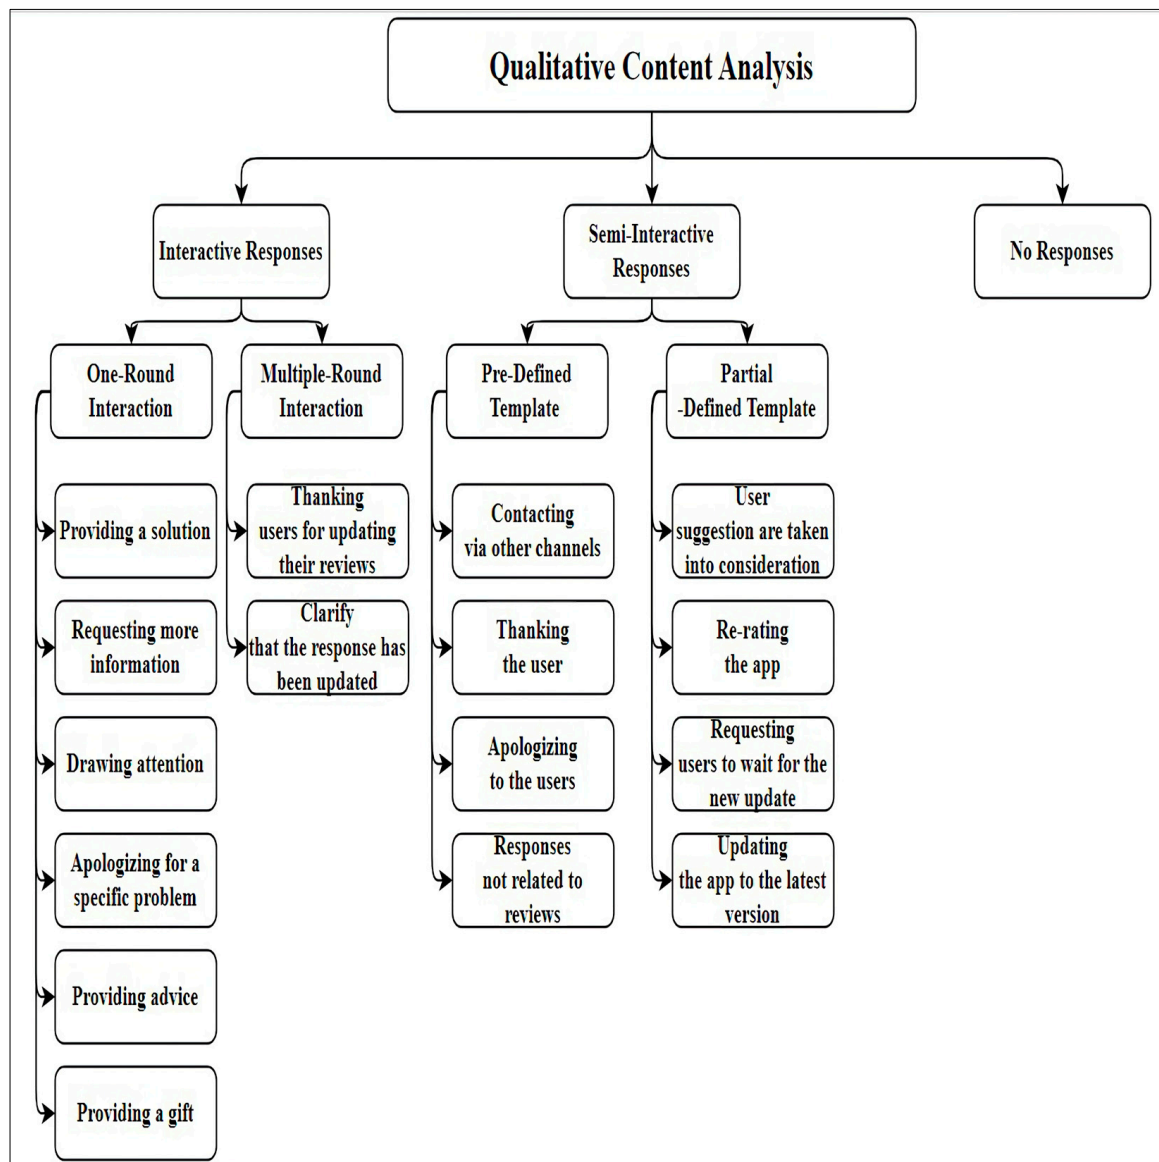 Qualitative Content Analysis
Interactive Responses
Semi-Interactive
Responses
No Responses
One-Round
Interaction
Multiple-Round
Interaction
Pre-Defined
Template
Partial
-Defined Template
Providing a solution
Requesting more
information
Drawing attention
Apologizing for a
specific problem
Providing advice
Providing a gift
Thanking
users for updating
their reviews
Clarify
that the response has
been updated
Contacting
via other channels
Thanking
the user
Apologizing
to the users
Responses
not related to
reviews
User
suggestion are taken
into consideration
Re-rating
the app
Requesting
users to wait for the
new update
Updating
the app to the latest
version